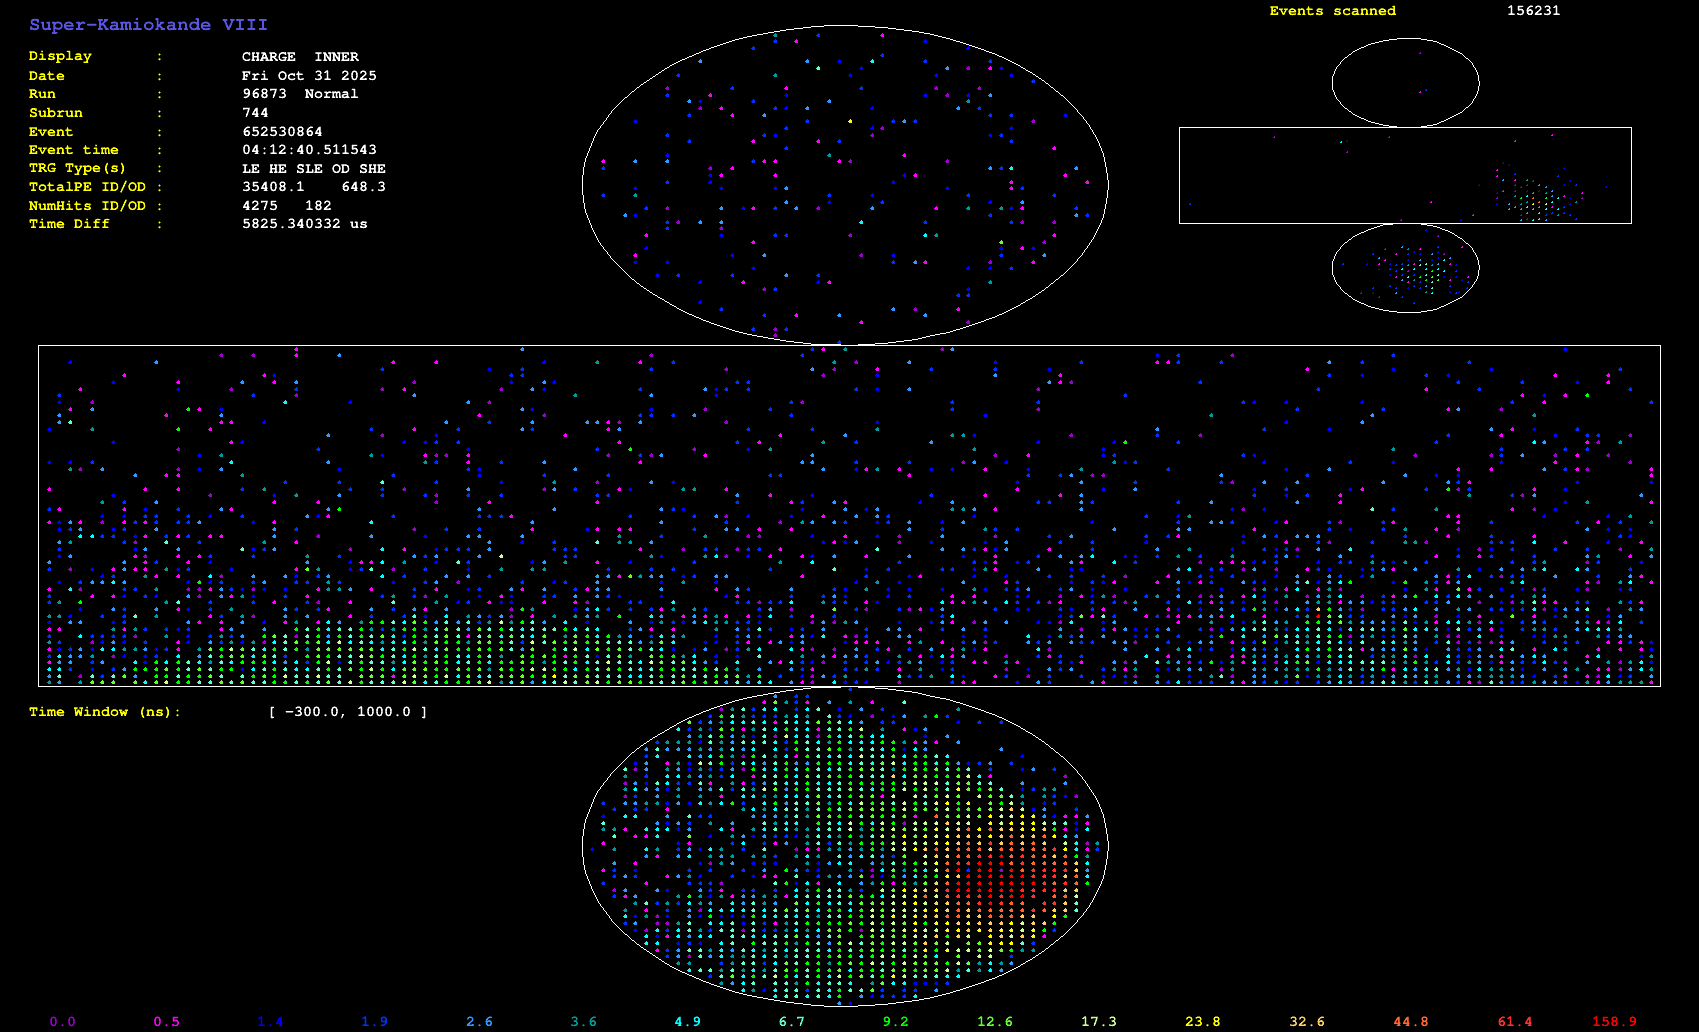 Super-Kamiokande VIII
Display : CHARGE INNER
Date : Fri Oct 31 2025
Run : 96873 Normal
Subrun : 744
Event : 652530864
Event time : 04:12:40.511543
TRG Type(s) : LE HE SLE OD SHE
TotalPE ID/OD : 35408.1 648.3
NumHits ID/OD : 4275 182
Time Diff : 5825.340332 us
Events scanned 156231
Time Window (ns): [ -300.0, 1000.0 ]
0.0 0.5 1.4 1.9 2.6 3.6 4.9 6.7 9.2 12.6 17.3 23.8 32.6 44.8 61.4 158.9